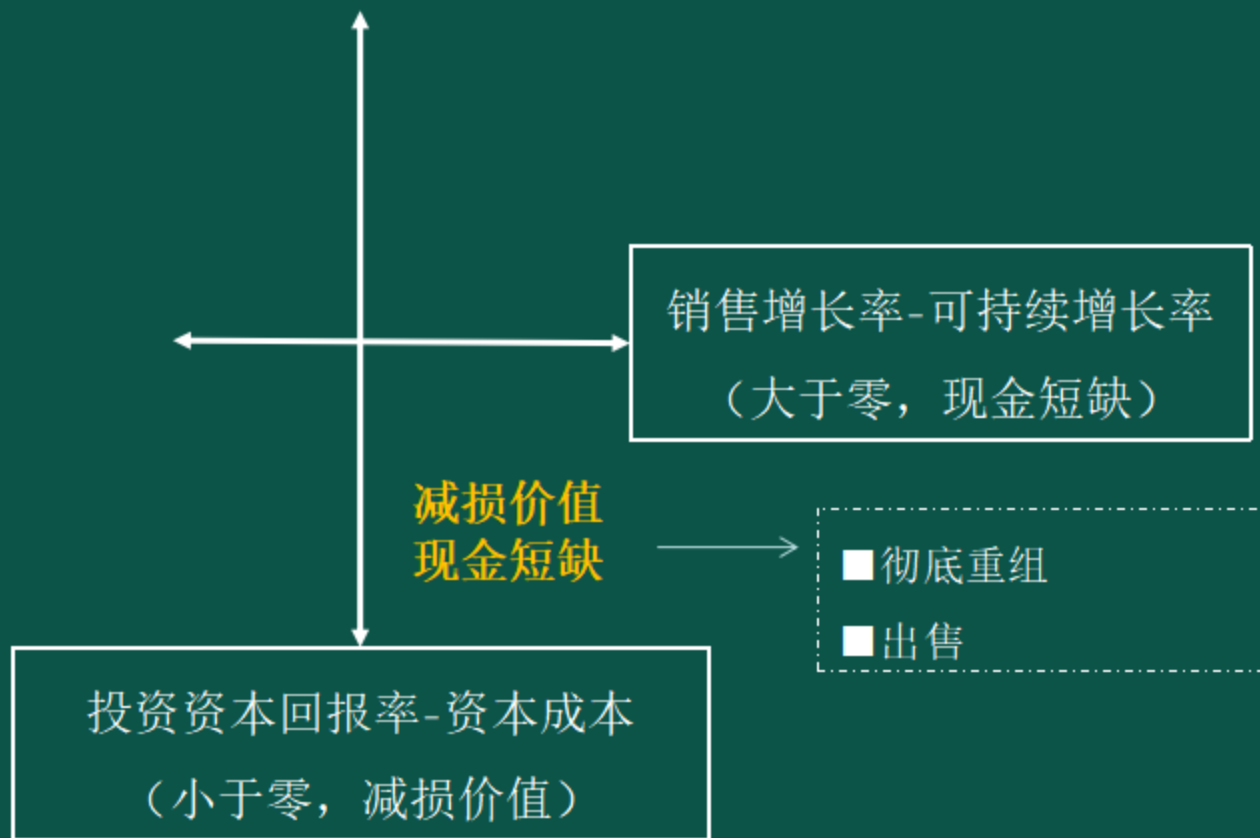 销售增长率-可持续增长率
（大于零，现金短缺）
减损价值
现金短缺
■彻底重组
■出售
投资资本回报率-资本成本
（小于零，减损价值）